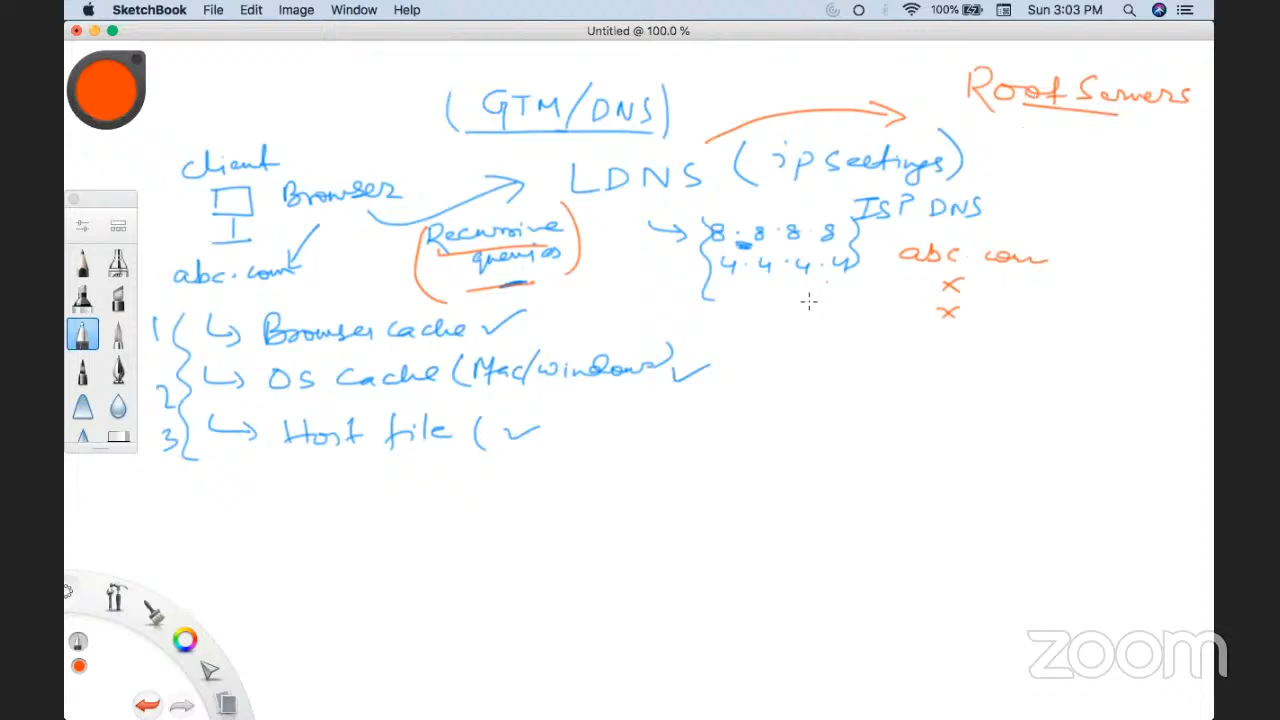 SketchBook File Edit Image Window Help 100% Sun 3:03 PM
Untitled @ 100.0 %
Root Servers
(GTM/DNS)
client
Browser
LDNS (ip settings)
abc.com
Recursive
queries
ISP DNS
8.8.8.8
4.4.4.4
abc.com
x
x
1 Browser cache ✓
2 OS cache (Mac/windows) ✓
3 Host file ( ✓
zoom